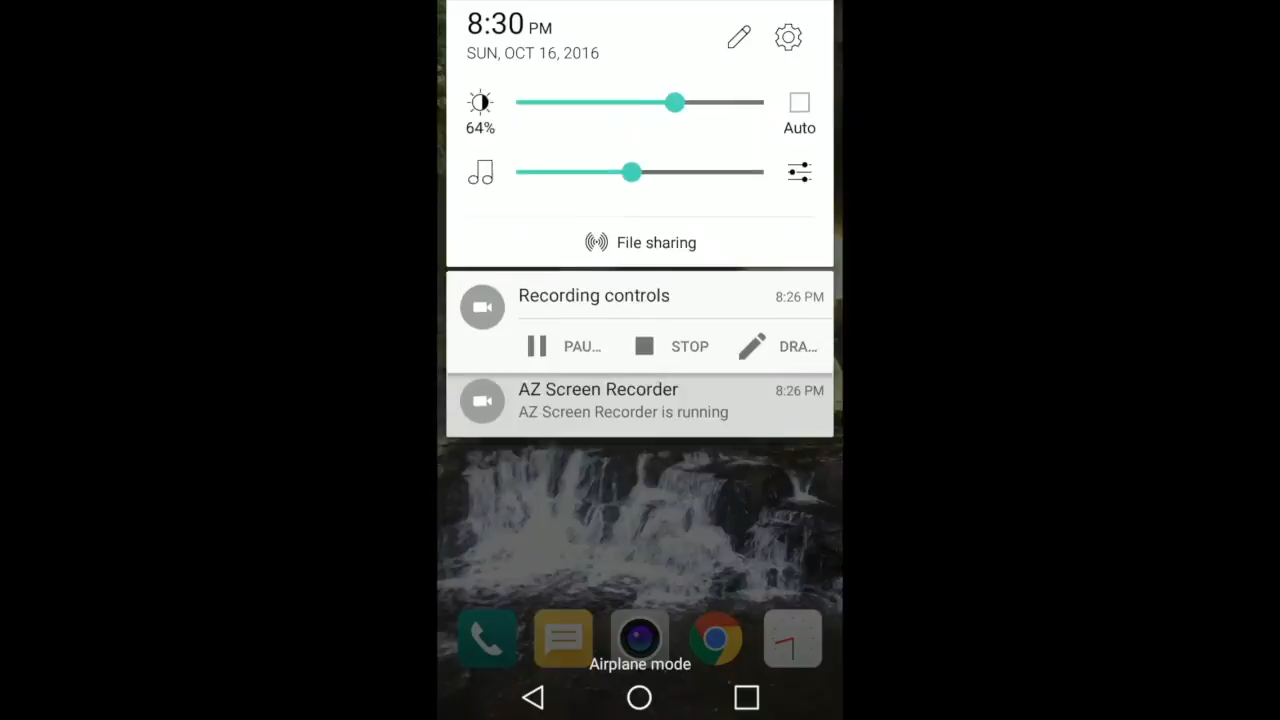 8:30 PM
SUN, OCT 16, 2016
64%
Auto
File sharing
Recording controls 8:26 PM
PAU... STOP DRA...
AZ Screen Recorder 8:26 PM
AZ Screen Recorder is running
Airplane mode